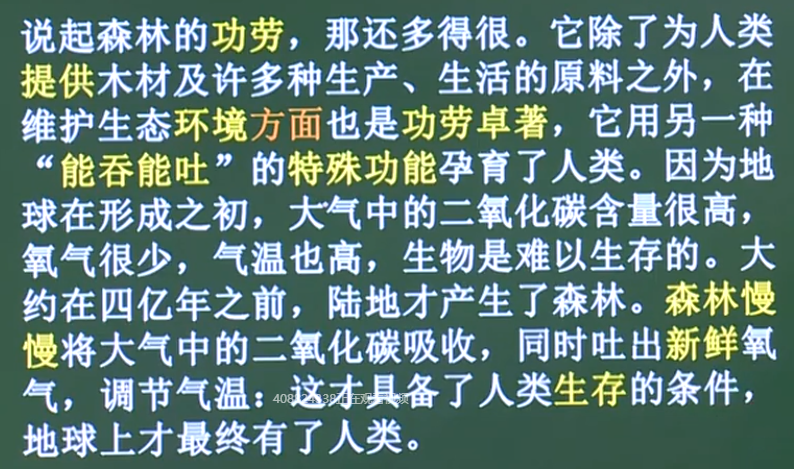 说起森林的功劳，那还多得很。它除了为人类
提供木材及许多种生产、生活的原料之外，在
维护生态环境方面也是功劳卓著，它用另一种
“能吞能吐”的特殊功能孕育了人类。因为地
球在形成之初，大气中的二氧化碳含量很高，
氧气很少，气温也高，生物是难以生存的。大
约在四亿年之前，陆地才产生了森林。森林慢
慢将大气中的二氧化碳吸收，同时吐出新鲜氧
气，调节气温：这才具备了人类生存的条件，
地球上才最终有了人类。